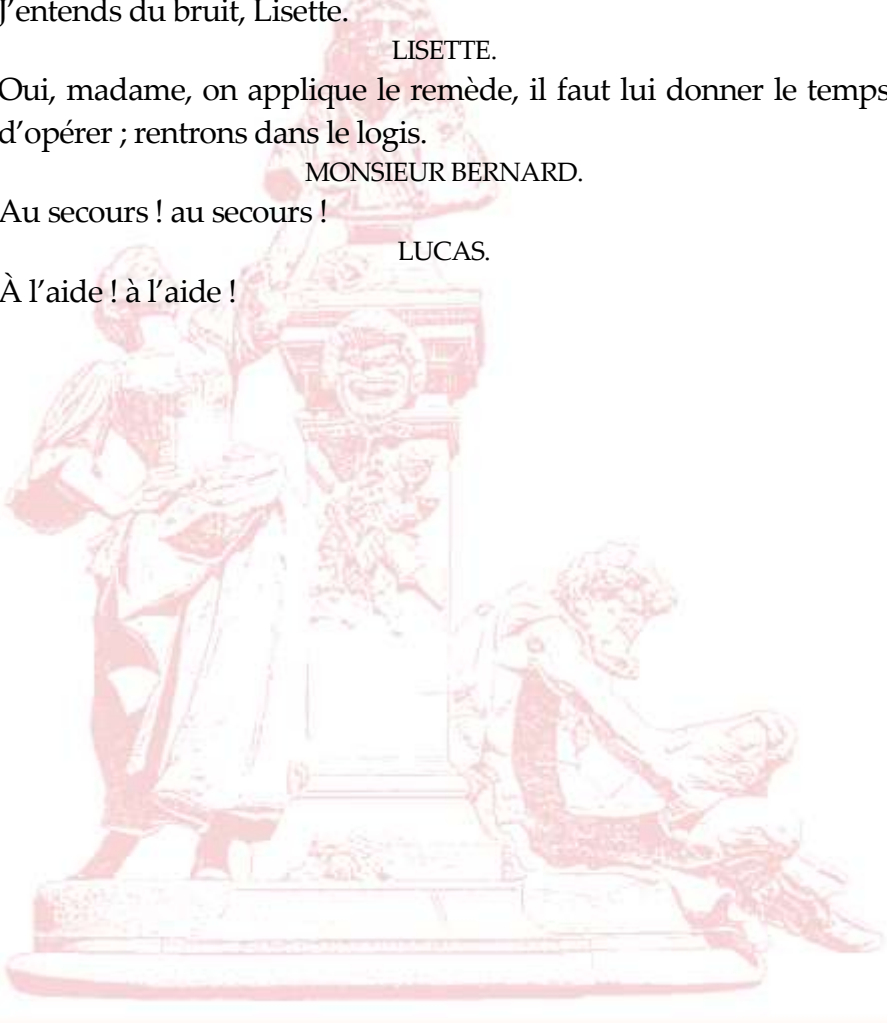 J’entends du bruit, Lisette.
LISETTE.
Oui, madame, on applique le remède, il faut lui donner le temps
d’opérer ; rentrons dans le logis.
MONSIEUR BERNARD.
Au secours ! au secours !
LUCAS.
À l’aide ! à l’aide !